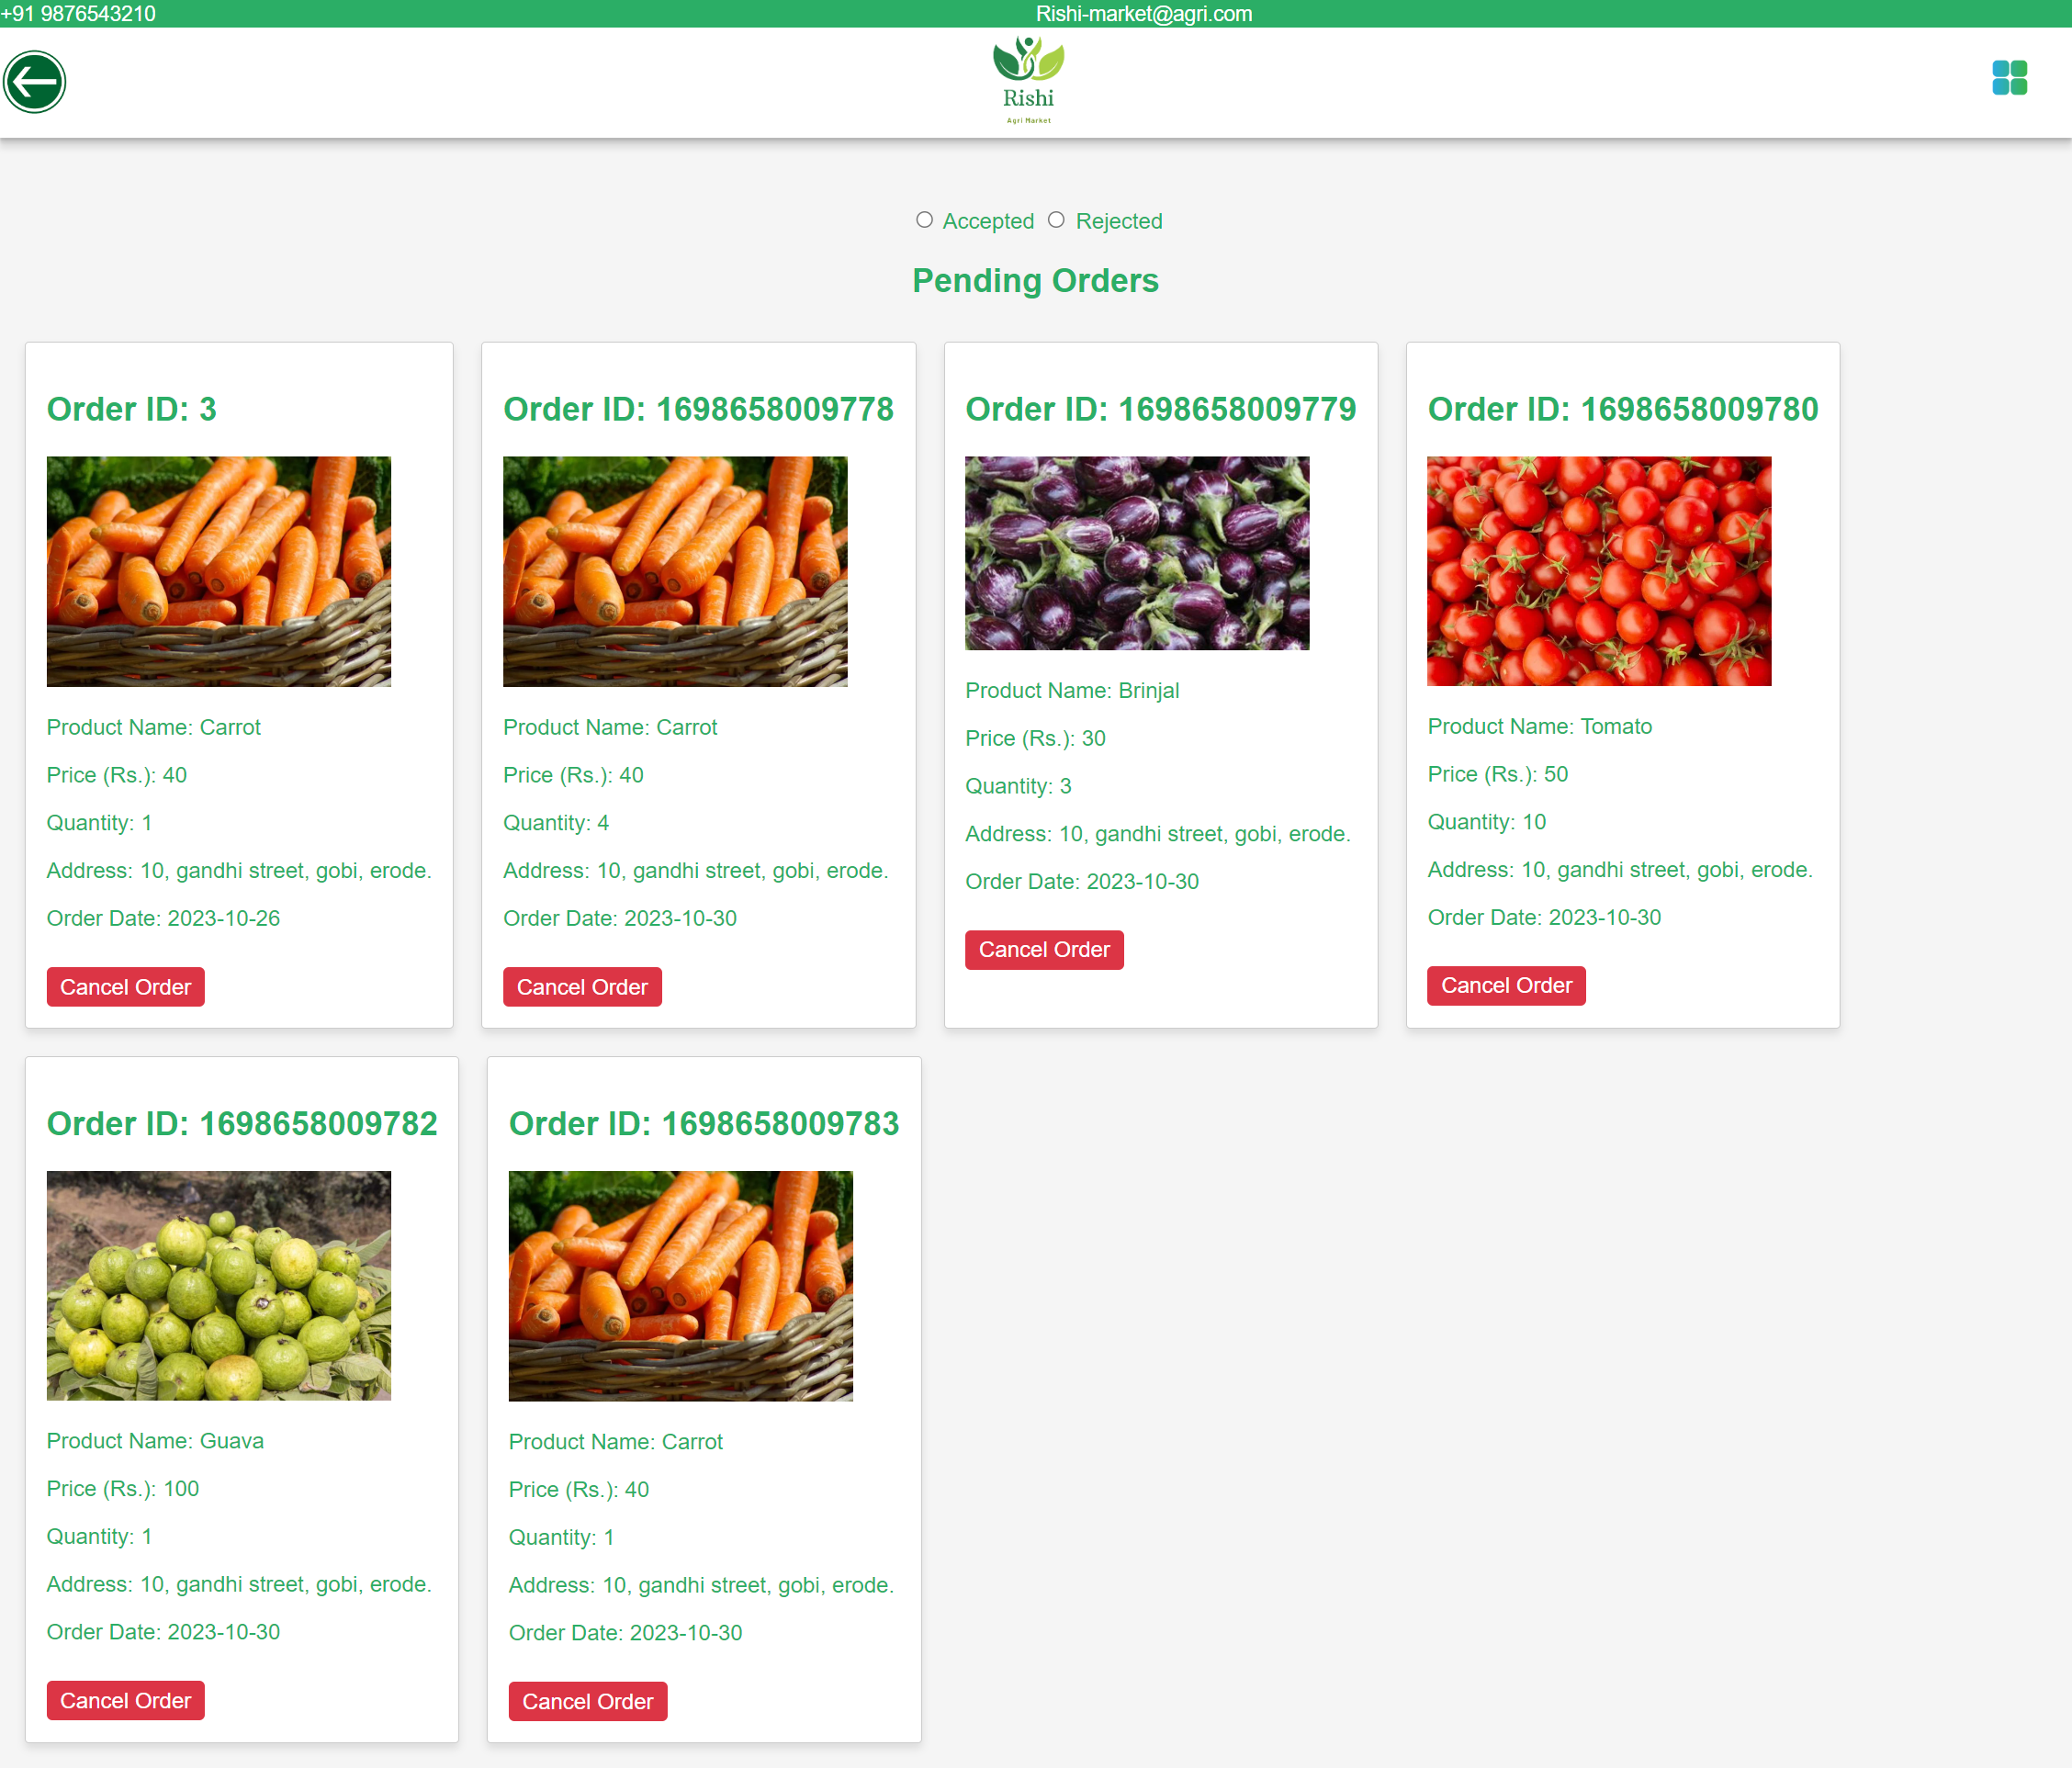 +91 9876543210
Rishi-market@agri.com
Rishi
Agri Market
Accepted
Rejected
Pending Orders
Order ID: 3
Product Name: Carrot
Price (Rs.): 40
Quantity: 1
Address: 10, gandhi street, gobi, erode.
Order Date: 2023-10-26
Cancel Order
Order ID: 1698658009778
Product Name: Carrot
Price (Rs.): 40
Quantity: 4
Address: 10, gandhi street, gobi, erode.
Order Date: 2023-10-30
Cancel Order
Order ID: 1698658009779
Product Name: Brinjal
Price (Rs.): 30
Quantity: 3
Address: 10, gandhi street, gobi, erode.
Order Date: 2023-10-30
Cancel Order
Order ID: 1698658009780
Product Name: Tomato
Price (Rs.): 50
Quantity: 10
Address: 10, gandhi street, gobi, erode.
Order Date: 2023-10-30
Cancel Order
Order ID: 1698658009782
Product Name: Guava
Price (Rs.): 100
Quantity: 1
Address: 10, gandhi street, gobi, erode.
Order Date: 2023-10-30
Cancel Order
Order ID: 1698658009783
Product Name: Carrot
Price (Rs.): 40
Quantity: 1
Address: 10, gandhi street, gobi, erode.
Order Date: 2023-10-30
Cancel Order